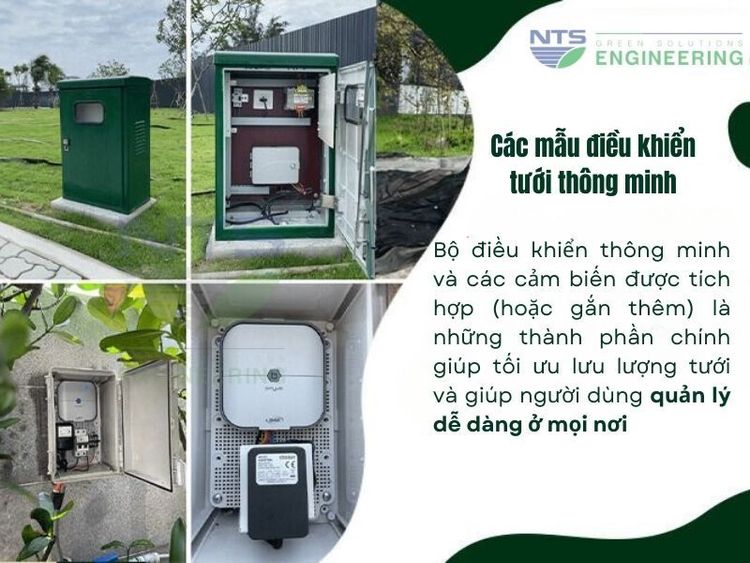 NTS
GREEN SOLUTIONS
ENGINEERING
Các mẫu điều khiển
tưới thông minh
Bộ điều khiển thông minh
và các cảm biến được tích
hợp (hoặc gắn thêm) là
những thành phần chính
giúp tối ưu lưu lượng tưới
và giúp người dùng quản lý
dễ dàng ở mọi nơi